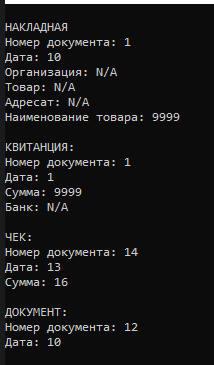 НАКЛАДНАЯ
Номер документа: 1
Дата: 10
Организация: N/A
Товар: N/A
Адресат: N/A
Наименование товара: 9999
КВИТАНЦИЯ:
Номер документа: 1
Дата: 1
Сумма: 9999
Банк: N/A
ЧЕК:
Номер документа: 14
Дата: 13
Сумма: 16
ДОКУМЕНТ:
Номер документа: 12
Дата: 10